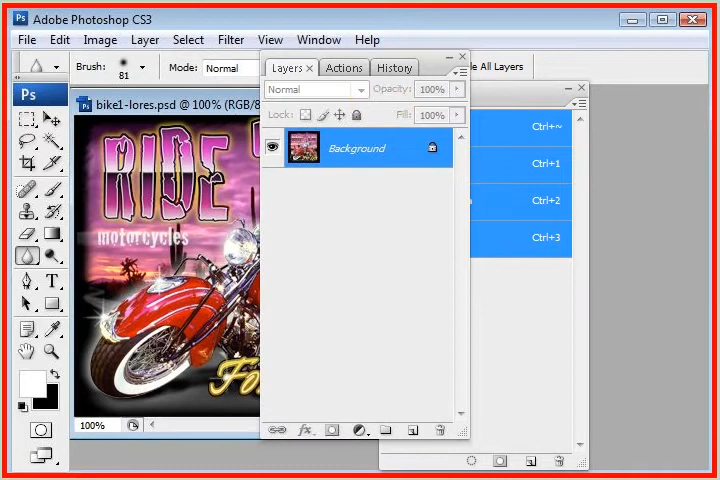 Ps Adobe Photoshop CS3
File Edit Image Layer Select Filter View Window Help
Brush: 81 Mode: Normal
All Layers
Ps
bike1-lores.psd @ 100% (RGB/8
RIDE
motorcycles
100%
Layers Actions History
Normal Opacity: 100%
Lock: Fill: 100%
Background
fx
Ctrl+~
Ctrl+1
Ctrl+2
Ctrl+3